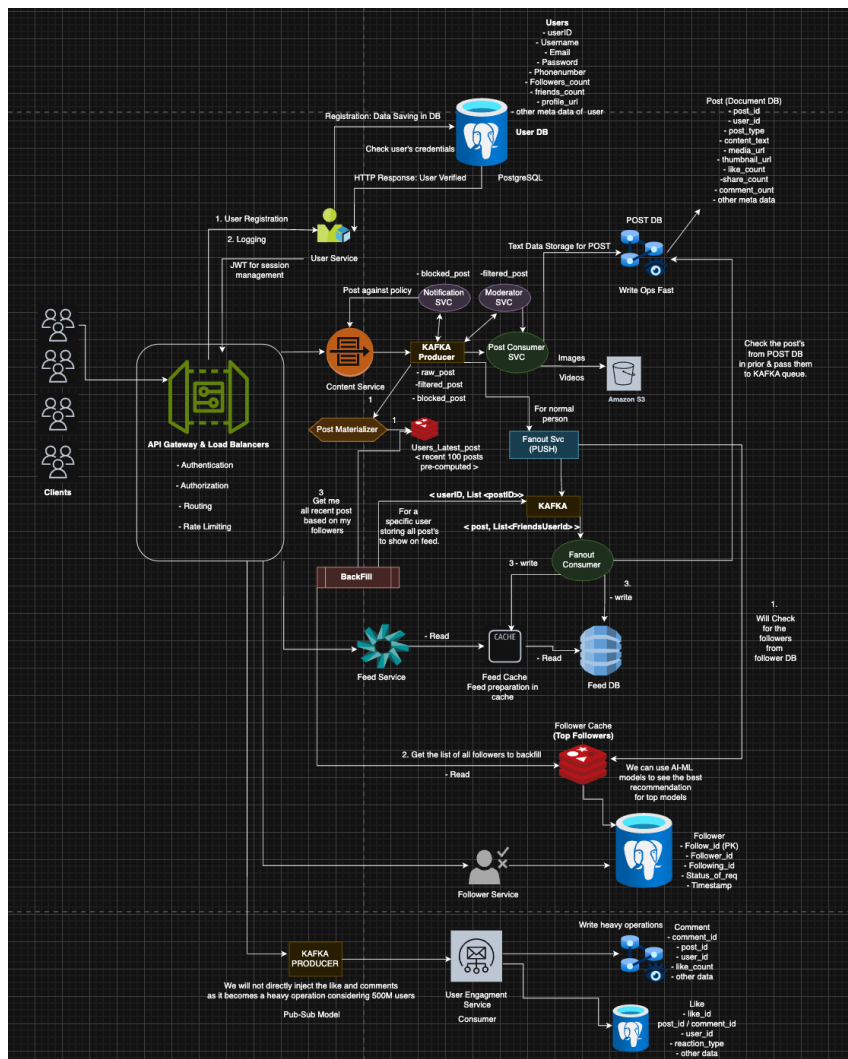 Users
- userID
- Username
- Email
- Password
- Phonenumber
- Followers_count
- friends_count
- profile_url
- other meta data of user
User DB
PostgreSQL
Registration: Data Saving in DB
Check user's credentials
HTTP Response: User Verified
Post (Document DB)
- post_id
- user_id
- post_type
- content_text
- media_url
- thumbnail_url
- like_count
-share_count
- comment_ount
- other meta data
1. User Registration
2. Logging
JWT for session
management
User Service
POST DB
Text Data Storage for POST
Write Ops Fast
- blocked_post
-filtered_post
Post against policy
Notification
SVC
Moderator
SVC
Content Service
KAFKA
Producer
Post Consumer
SVC
Images
Videos
Amazon S3
Check the post's
from POST DB
in prior & pass them
to KAFKA queue.
- raw_post
-filtered_post
- blocked_post
1
Post Materializer
1
Users_Latest_post
< recent 100 posts
pre-computed >
For normal
person
Fanout Svc
(PUSH)
Clients
API Gateway & Load Balancers
- Authentication
- Authorization
- Routing
- Rate Limiting
3
Get me
all recent post
based on my
followers
For a
specific user
storing all post's
to show on feed.
< userID, List <postID>>
KAFKA
< post, List<FriendsUserId> >
BackFill
Fanout
Consumer
3 - write
3.
- write
1.
Will Check
for the
followers
from
follower DB
Feed Service
- Read
CACHE
Feed Cache
Feed preparation in
cache
- Read
Feed DB
Follower Cache
(Top Followers)
2. Get the list of all followers to backfill
- Read
We can use AI-ML
models to see the best
recommendation
for top models
Follower
- Follow_id (PK)
- Follower_id
- Following_id
- Status_of_req
- Timestamp
Follower Service
KAFKA
PRODUCER
We will not directly inject the like and comments
as it becomes a heavy operation considering 500M users
Pub-Sub Model
User Engagment
Service
Consumer
Write heavy operations
Comment
- comment_id
- post_id
- user_id
- like_count
- other data
Like
- like_id
post_id / comment_id
- user_id
- reaction_type
- other data